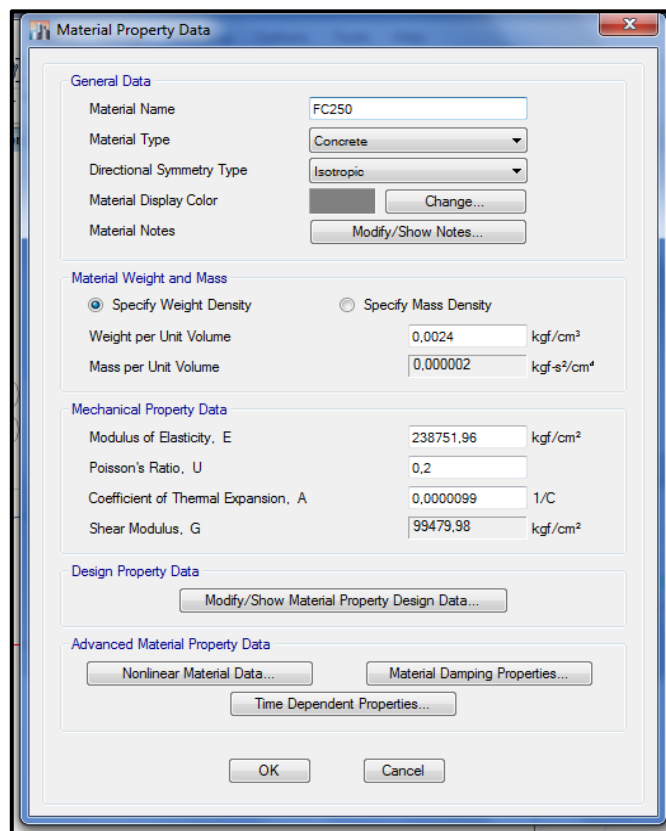 Material Property Data
General Data
Material Name FC250
Material Type Concrete
Directional Symmetry Type Isotropic
Material Display Color Change...
Material Notes Modify/Show Notes...
Material Weight and Mass
Specify Weight Density Specify Mass Density
Weight per Unit Volume 0,0024 kgf/cm³
Mass per Unit Volume 0,000002 kgf-s²/cm⁴
Mechanical Property Data
Modulus of Elasticity, E 238751,96 kgf/cm²
Poisson's Ratio, U 0,2
Coefficient of Thermal Expansion, A 0,0000099 1/C
Shear Modulus, G 99479,98 kgf/cm²
Design Property Data
Modify/Show Material Property Design Data...
Advanced Material Property Data
Nonlinear Material Data... Material Damping Properties...
Time Dependent Properties...
OK Cancel